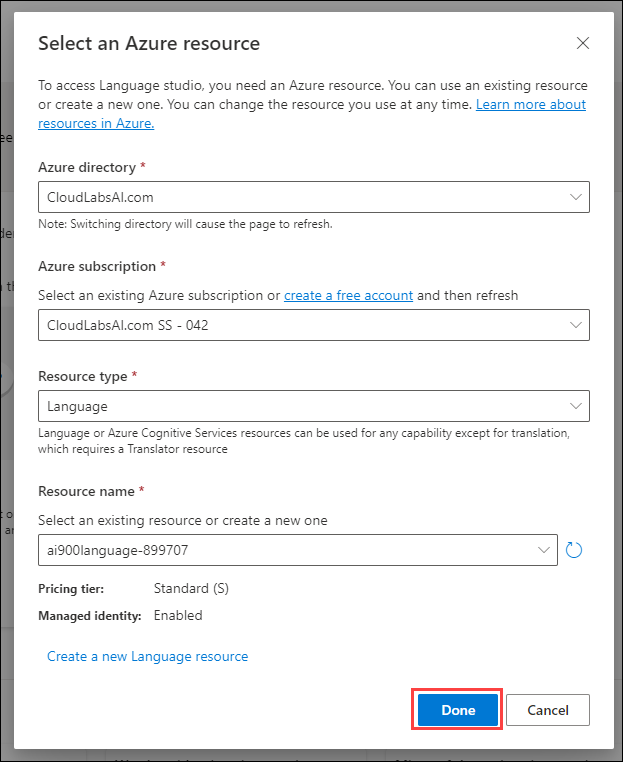 Select an Azure resource
To access Language studio, you need an Azure resource. You can use an existing resource
or create a new one. You can change the resource you use at any time. Learn more about
resources in Azure.
Azure directory *
CloudLabsAI.com
Note: Switching directory will cause the page to refresh.
Azure subscription *
Select an existing Azure subscription or create a free account and then refresh
CloudLabsAI.com SS - 042
Resource type *
Language
Language or Azure Cognitive Services resources can be used for any capability except for translation,
which requires a Translator resource
Resource name *
Select an existing resource or create a new one
ai900language-899707
Pricing tier: Standard (S)
Managed identity: Enabled
Create a new Language resource
Done Cancel